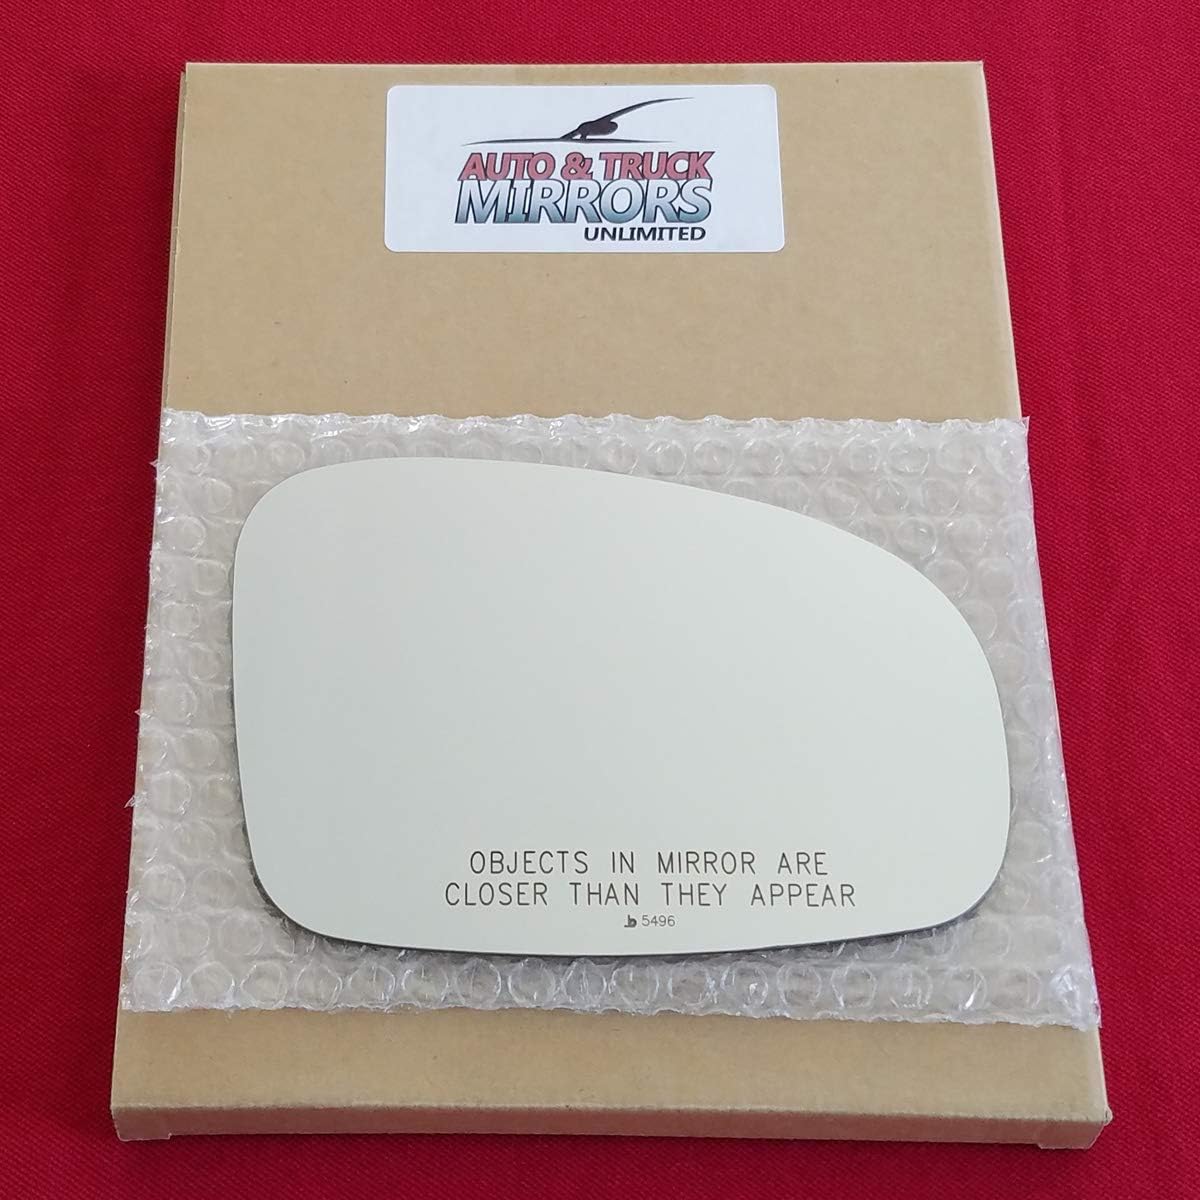 AUTO & TRUCK
MIRRORS
UNLIMITED
OBJECTS IN MIRROR ARE
CLOSER THAN THEY APPEAR
b 5496